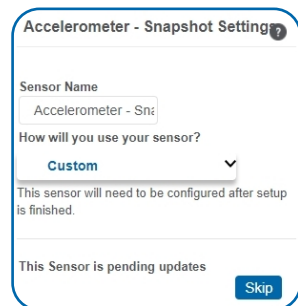 Accelerometer - Snapshot Settings
?
Sensor Name
Accelerometer - Sna
How will you use your sensor?
Custom
This sensor will need to be configured after setup
is finished.
This Sensor is pending updates
Skip